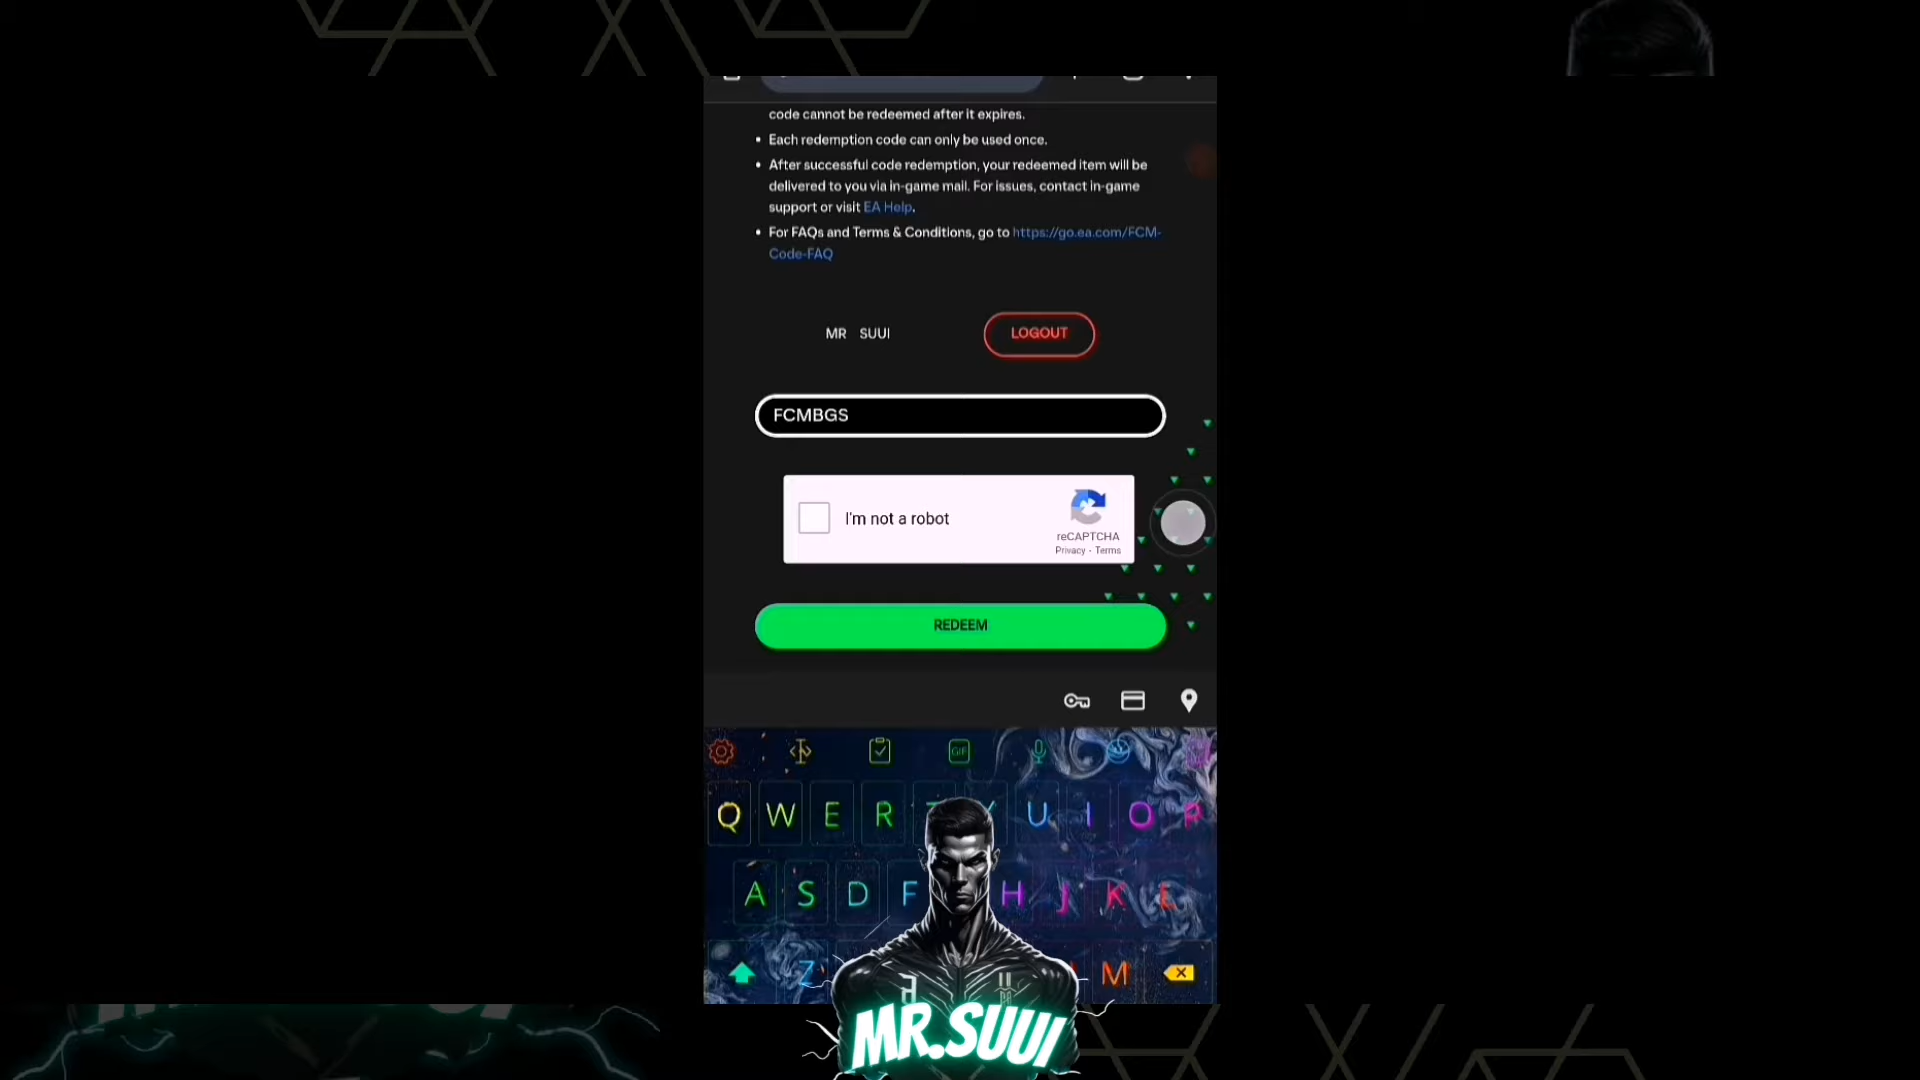 code cannot be redeemed after it expires.
• Each redemption code can only be used once.
• After successful code redemption, your redeemed item will be
delivered to you via in-game mail. For issues, contact in-game
support or visit EA Help.
• For FAQs and Terms & Conditions, go to https://go.ea.com/FCM-
Code-FAQ
MR SUUI
LOGOUT
FCMBGS
I'm not a robot
reCAPTCHA
Privacy - Terms
REDEEM
GIF
Q W E R U I O P
A S D F H J K L
Z M
MR.SUUI